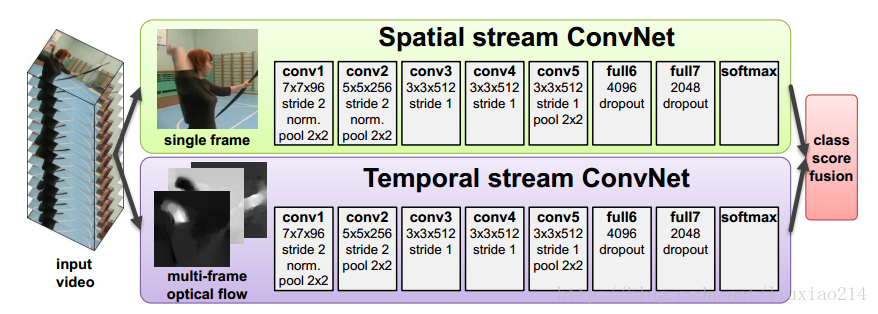 Spatial stream ConvNet
single frame
conv1
7x7x96
stride 2
norm.
pool 2x2
conv2
5x5x256
stride 2
norm.
pool 2x2
conv3
3x3x512
stride 1
conv4
3x3x512
stride 1
conv5
3x3x512
stride 1
pool 2x2
full6
4096
dropout
full7
2048
dropout
softmax
Temporal stream ConvNet
input
video
multi-frame
optical flow
conv1
7x7x96
stride 2
norm.
pool 2x2
conv2
5x5x256
stride 2
pool 2x2
conv3
3x3x512
stride 1
conv4
3x3x512
stride 1
conv5
3x3x512
stride 1
pool 2x2
full6
4096
dropout
full7
2048
dropout
softmax
class
score
fusion